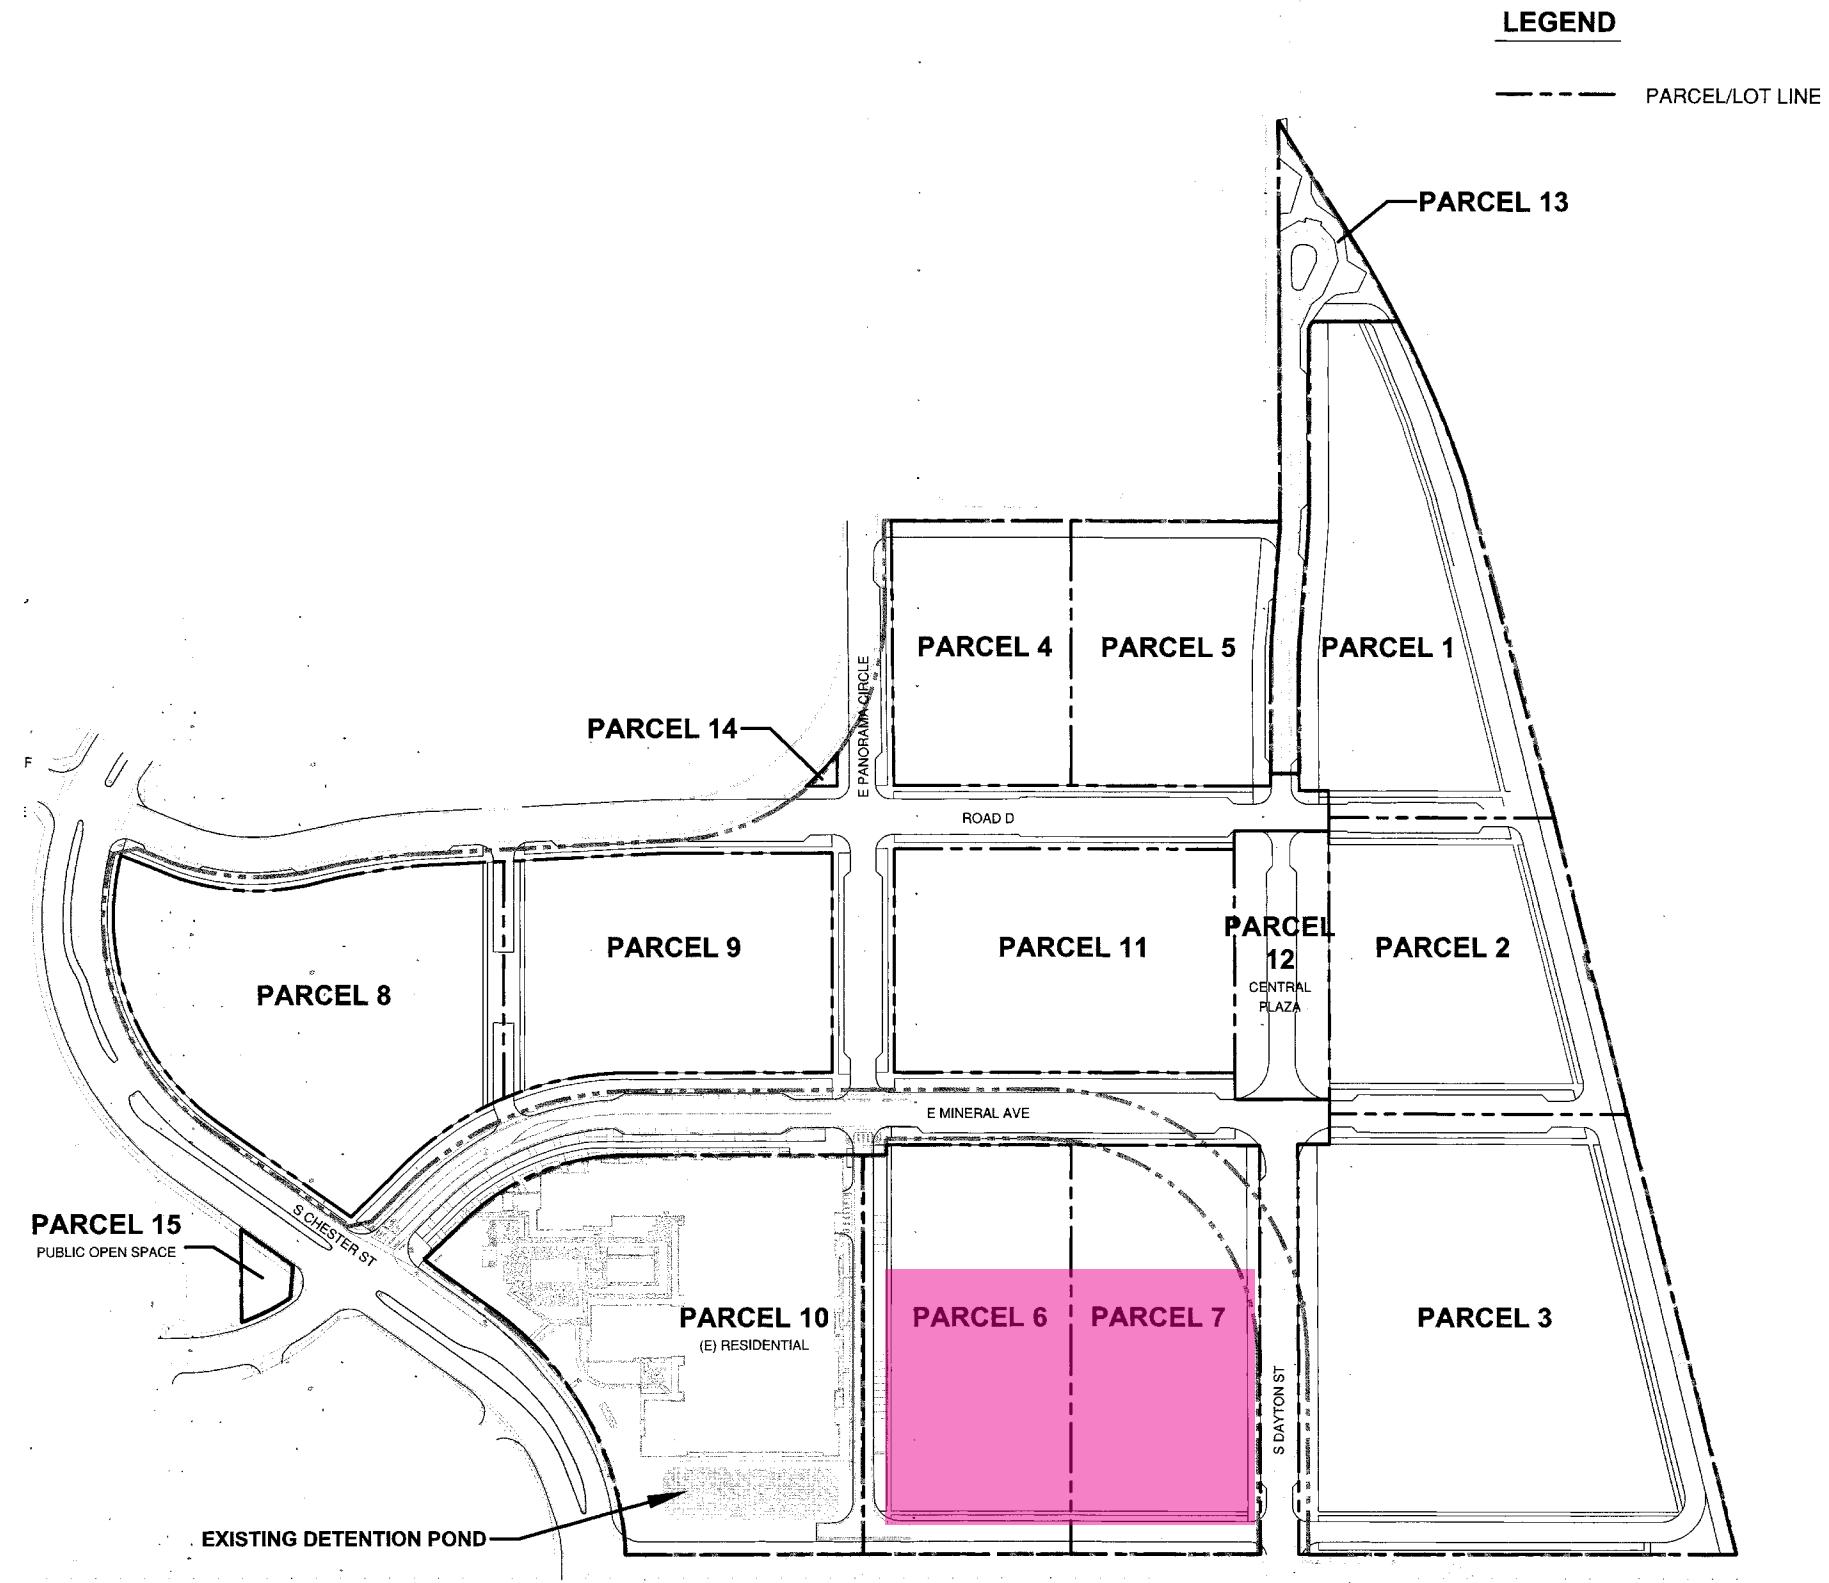 LEGEND
PARCEL/LOT LINE
PARCEL 13
PARCEL 4
PARCEL 5
PARCEL 1
E PANORAMA CIRCLE
PARCEL 14
F
ROAD D
PARCEL 8
PARCEL 9
PARCEL 11
PARCEL
12
CENTRAL
PLAZA
PARCEL 2
E MINERAL AVE
S CHESTER ST
PARCEL 15
PUBLIC OPEN SPACE
PARCEL 10
(E) RESIDENTIAL
PARCEL 6
PARCEL 7
S DAYTON ST
PARCEL 3
EXISTING DETENTION POND